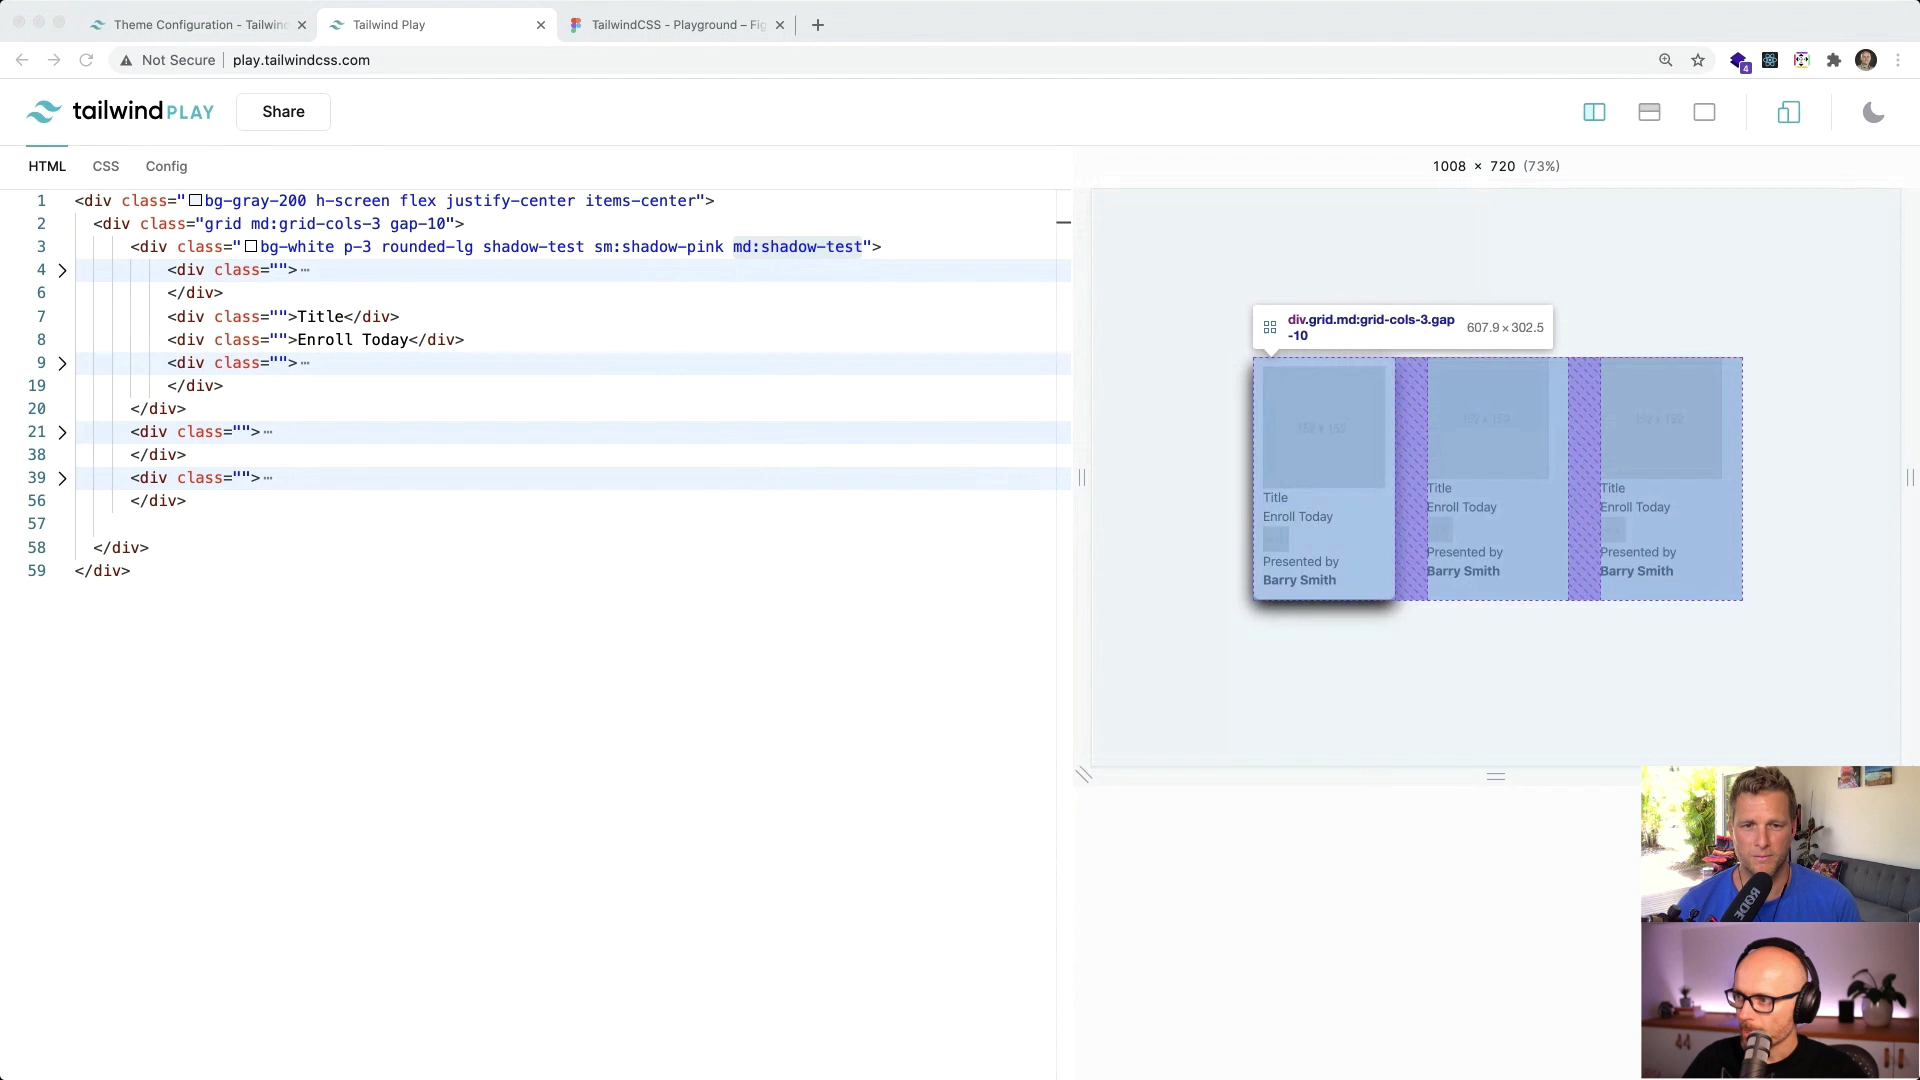 Theme Configuration - Tailwind
Tailwind Play
TailwindCSS - Playground – Fig
Not Secure
play.tailwindcss.com
4
tailwind PLAY
Share
HTML
CSS
Config
1008 × 720 (73%)
1 <div class="bg-gray-200 h-screen flex justify-center items-center">
2 <div class="grid md:grid-cols-3 gap-10">
3 <div class="bg-white p-3 rounded-lg shadow-test sm:shadow-pink md:shadow-test">
4 <div class="">⋯
6 </div>
7 <div class="">Title</div>
8 <div class="">Enroll Today</div>
9 <div class="">⋯
19 </div>
20 </div>
21 <div class="">⋯
38 </div>
39 <div class="">⋯
56 </div>
57
58 </div>
59 </div>
div.grid.md:grid-cols-3.gap
-10
607.9 × 302.5
Title
Enroll Today
Presented by
Barry Smith
Title
Enroll Today
Presented by
Barry Smith
Title
Enroll Today
Presented by
Barry Smith
RØDE